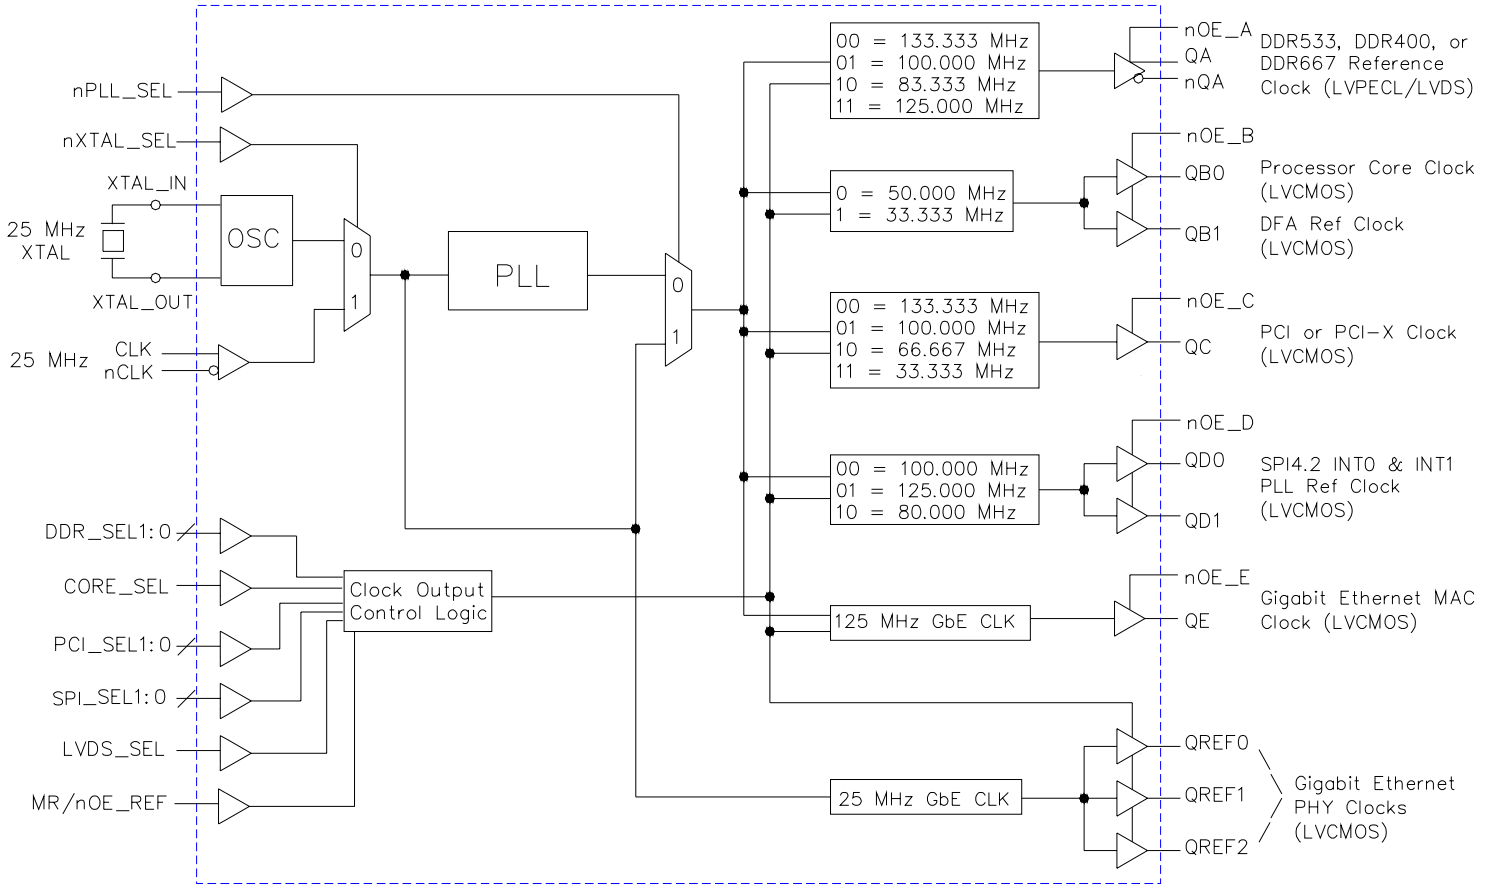 nPLL_SEL
nXTAL_SEL
XTAL_IN
25 MHz
XTAL
XTAL_OUT
OSC
25 MHz
CLK
nCLK
0
1
PLL
0
1
DDR_SEL1:0
CORE_SEL
PCI_SEL1:0
SPI_SEL1:0
LVDS_SEL
MR/nOE_REF
Clock Output
Control Logic
00 = 133.333 MHz
01 = 100.000 MHz
10 = 83.333 MHz
11 = 125.000 MHz
nOE_A
QA
nQA
DDR533, DDR400, or
DDR667 Reference
Clock (LVPECL/LVDS)
0 = 50.000 MHz
1 = 33.333 MHz
nOE_B
QB0
QB1
Processor Core Clock
(LVCMOS)
DFA Ref Clock
(LVCMOS)
00 = 133.333 MHz
01 = 100.000 MHz
10 = 66.667 MHz
11 = 33.333 MHz
nOE_C
QC
PCI or PCI-X Clock
(LVCMOS)
00 = 100.000 MHz
01 = 125.000 MHz
10 = 80.000 MHz
nOE_D
QD0
QD1
SPI4.2 INT0 & INT1
PLL Ref Clock
(LVCMOS)
125 MHz GbE CLK
nOE_E
QE
Gigabit Ethernet MAC
Clock (LVCMOS)
25 MHz GbE CLK
QREF0
QREF1
QREF2
Gigabit Ethernet
PHY Clocks
(LVCMOS)